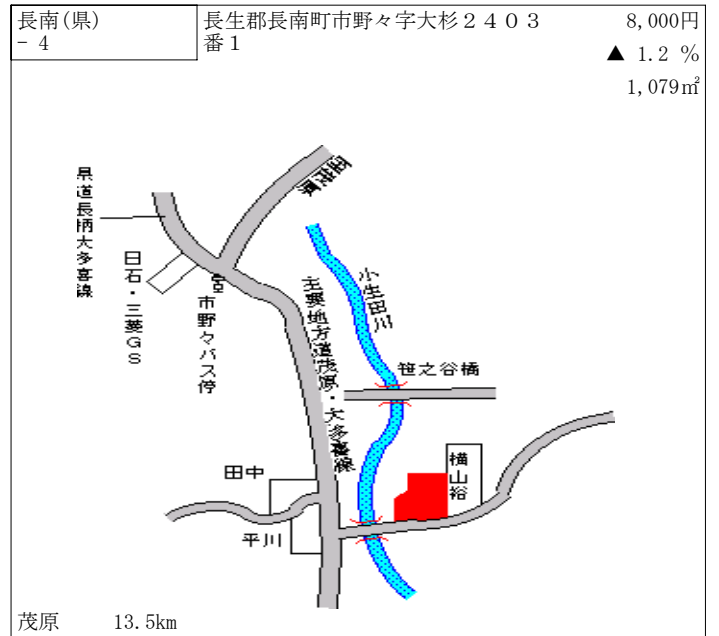 長南(県)
- 4
長生郡長南町市野々字大杉２４０３
番１
8,000円
▲ 1.2 %
1,079㎡
県道長柄大多喜線
日石・三菱ＧＳ
市野々バス停
主要地方道茂原・大多喜線
小生田川
笹之谷橋
田中
横山裕
平川
茂原 13.5km